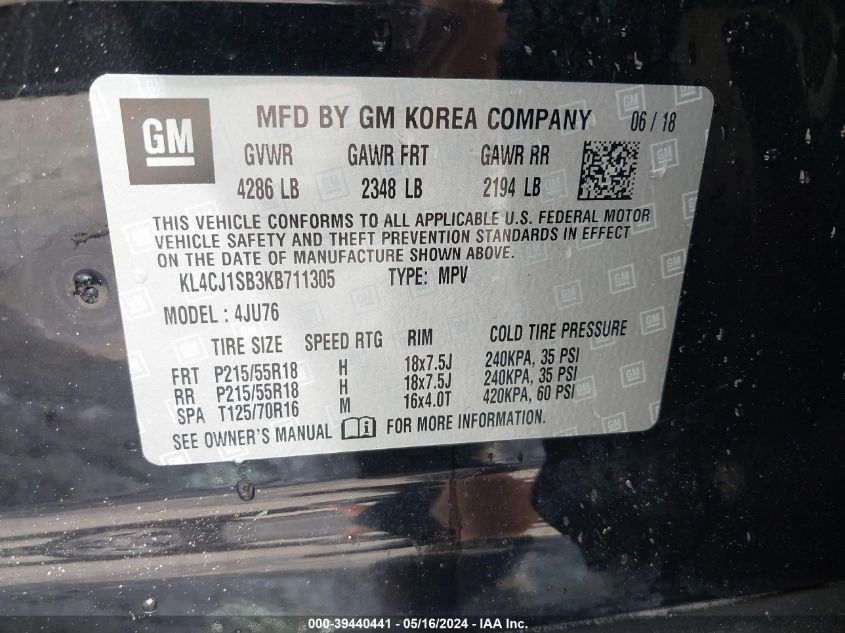 GM
MFD BY GM KOREA COMPANY 06 / 18
GVWR GAWR FRT GAWR RR
4286 LB 2348 LB 2194 LB
THIS VEHICLE CONFORMS TO ALL APPLICABLE U.S. FEDERAL MOTOR
VEHICLE SAFETY AND THEFT PREVENTION STANDARDS IN EFFECT
ON THE DATE OF MANUFACTURE SHOWN ABOVE.
KL4CJ1SB3KB711305 TYPE: MPV
MODEL : 4JU76
TIRE SIZE SPEED RTG RIM COLD TIRE PRESSURE
FRT P215/55R18 H 18x7.5J 240KPA, 35 PSI
RR P215/55R18 H 18x7.5J 240KPA, 35 PSI
SPA T125/70R16 M 16x4.0T 420KPA, 60 PSI
SEE OWNER'S MANUAL FOR MORE INFORMATION.
000-39440441 - 05/16/2024 - IAA Inc.